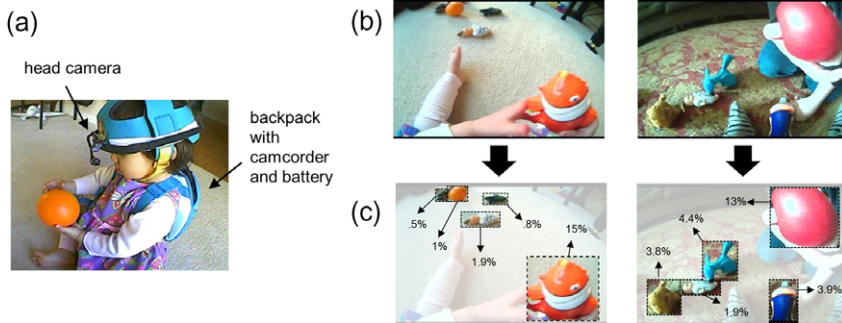 (a)
head camera
backpack
with
camcorder
and battery
(b)
(c)
.5%
1%
1.9%
.8%
15%
13%
4.4%
3.8%
1.9%
3.9%